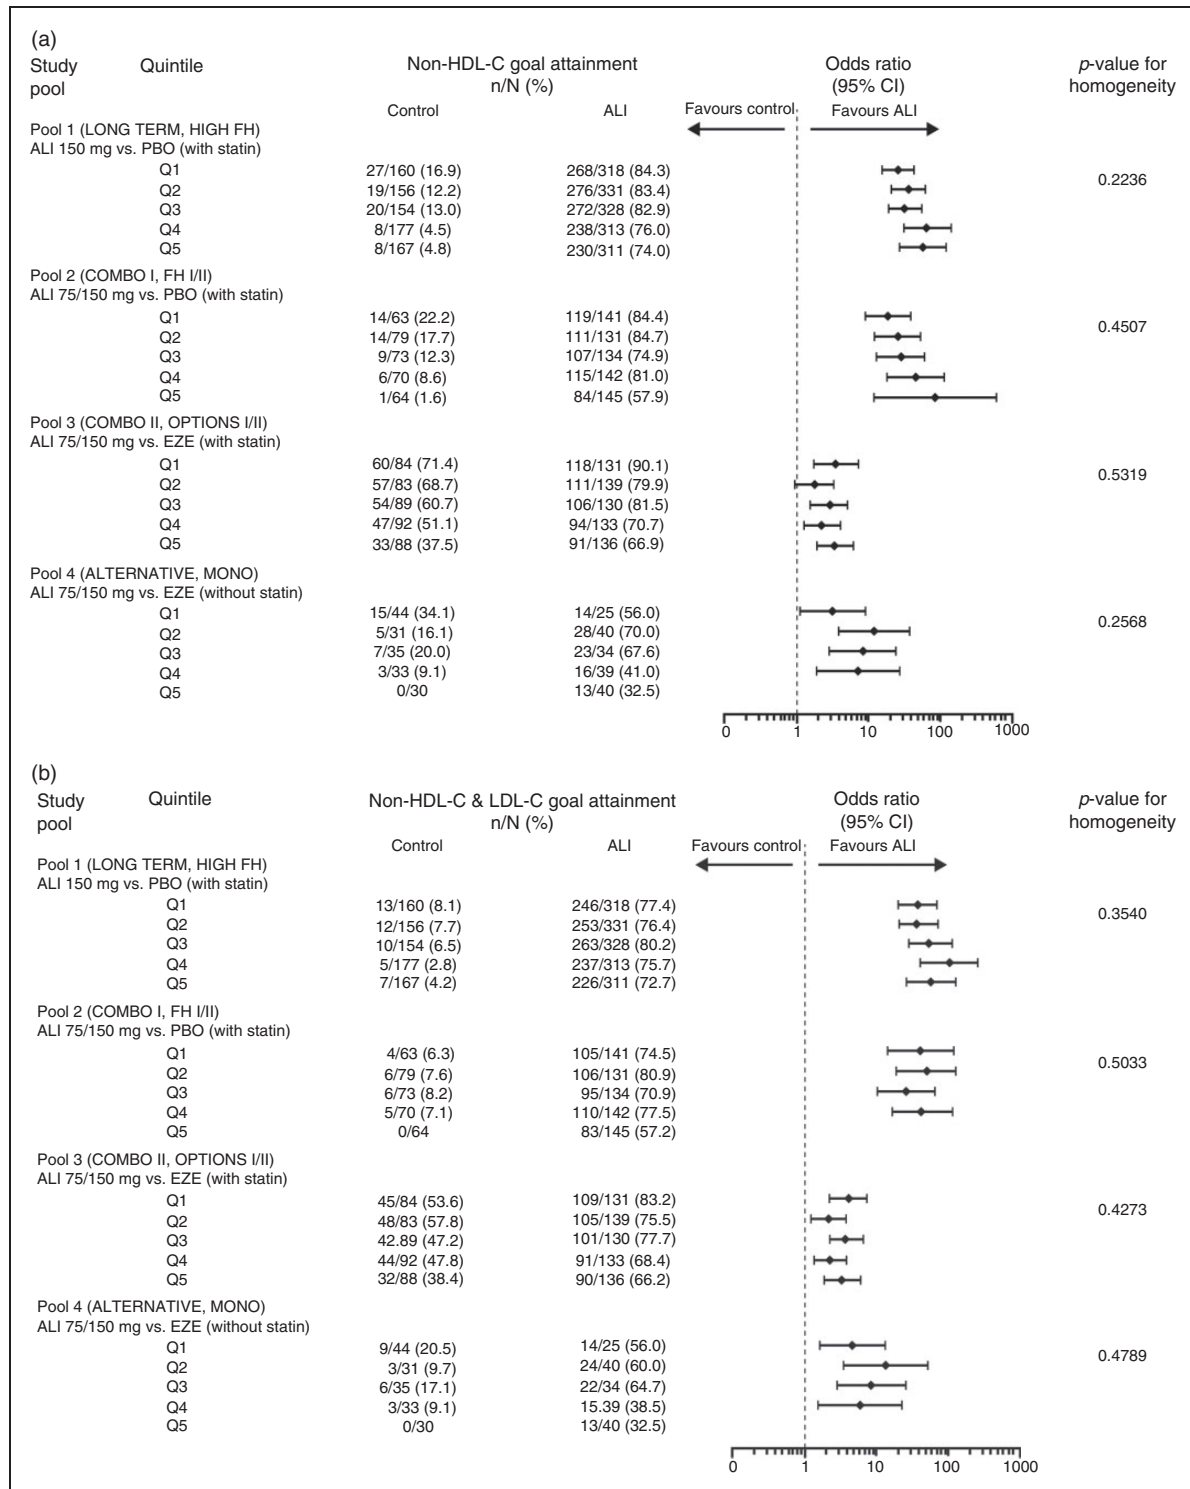 (a)
Study pool Quintile Non-HDL-C goal attainment n/N (%) Odds ratio (95% CI) p-value for homogeneity
Control ALI Favours control Favours ALI
Pool 1 (LONG TERM, HIGH FH)
ALI 150 mg vs. PBO (with statin)
Q1 27/160 (16.9) 268/318 (84.3) 0.2236
Q2 19/156 (12.2) 276/331 (83.4)
Q3 20/154 (13.0) 272/328 (82.9)
Q4 8/177 (4.5) 238/313 (76.0)
Q5 8/167 (4.8) 230/311 (74.0)
Pool 2 (COMBO I, FH I/II)
ALI 75/150 mg vs. PBO (with statin)
Q1 14/63 (22.2) 119/141 (84.4) 0.4507
Q2 14/79 (17.7) 111/131 (84.7)
Q3 9/73 (12.3) 107/134 (74.9)
Q4 6/70 (8.6) 115/142 (81.0)
Q5 1/64 (1.6) 84/145 (57.9)
Pool 3 (COMBO II, OPTIONS I/II)
ALI 75/150 mg vs. EZE (with statin)
Q1 60/84 (71.4) 118/131 (90.1) 0.5319
Q2 57/83 (68.7) 111/139 (79.9)
Q3 54/89 (60.7) 106/130 (81.5)
Q4 47/92 (51.1) 94/133 (70.7)
Q5 33/88 (37.5) 91/136 (66.9)
Pool 4 (ALTERNATIVE, MONO)
ALI 75/150 mg vs. EZE (without statin)
Q1 15/44 (34.1) 14/25 (56.0) 0.2568
Q2 5/31 (16.1) 28/40 (70.0)
Q3 7/35 (20.0) 23/34 (67.6)
Q4 3/33 (9.1) 16/39 (41.0)
Q5 0/30 13/40 (32.5)
0 1 10 100 1000
(b)
Study pool Quintile Non-HDL-C & LDL-C goal attainment n/N (%) Odds ratio (95% CI) p-value for homogeneity
Control ALI Favours control Favours ALI
Pool 1 (LONG TERM, HIGH FH)
ALI 150 mg vs. PBO (with statin)
Q1 13/160 (8.1) 246/318 (77.4) 0.3540
Q2 12/156 (7.7) 253/331 (76.4)
Q3 10/154 (6.5) 263/328 (80.2)
Q4 5/177 (2.8) 237/313 (75.7)
Q5 7/167 (4.2) 226/311 (72.7)
Pool 2 (COMBO I, FH I/II)
ALI 75/150 mg vs. PBO (with statin)
Q1 4/63 (6.3) 105/141 (74.5) 0.5033
Q2 6/79 (7.6) 106/131 (80.9)
Q3 6/73 (8.2) 95/134 (70.9)
Q4 5/70 (7.1) 110/142 (77.5)
Q5 0/64 83/145 (57.2)
Pool 3 (COMBO II, OPTIONS I/II)
ALI 75/150 mg vs. EZE (with statin)
Q1 45/84 (53.6) 109/131 (83.2) 0.4273
Q2 48/83 (57.8) 105/139 (75.5)
Q3 42.89 (47.2) 101/130 (77.7)
Q4 44/92 (47.8) 91/133 (68.4)
Q5 32/88 (38.4) 90/136 (66.2)
Pool 4 (ALTERNATIVE, MONO)
ALI 75/150 mg vs. EZE (without statin)
Q1 9/44 (20.5) 14/25 (56.0) 0.4789
Q2 3/31 (9.7) 24/40 (60.0)
Q3 6/35 (17.1) 22/34 (64.7)
Q4 3/33 (9.1) 15.39 (38.5)
Q5 0/30 13/40 (32.5)
0 1 10 100 1000